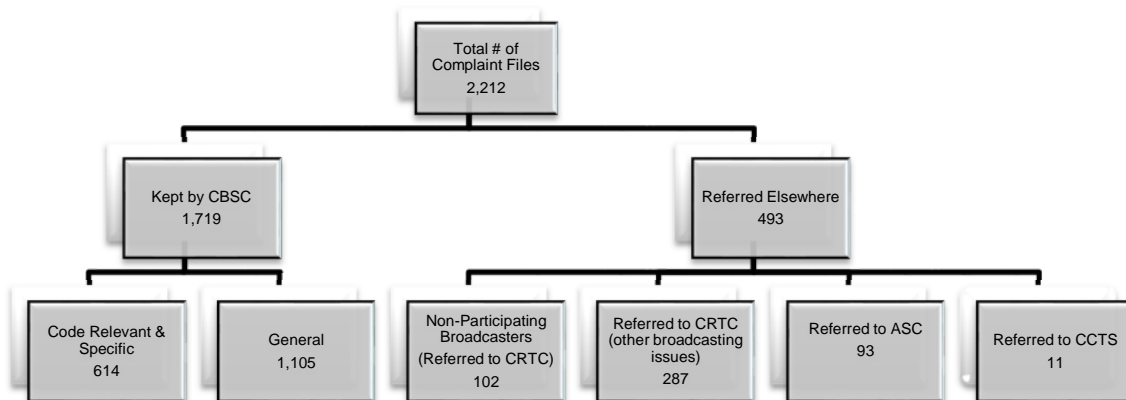 Total # of
Complaint Files
2,212
Kept by CBSC
1,719
Referred Elsewhere
493
Code Relevant &
Specific
614
General
1,105
Non-Participating
Broadcasters
(Referred to CRTC)
102
Referred to CRTC
(other broadcasting
issues)
287
Referred to ASC
93
Referred to CCTS
11